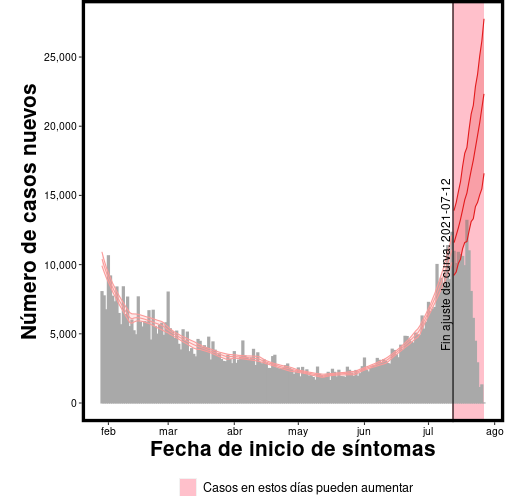 Número de casos nuevos
25,000
20,000
15,000
10,000
5,000
0
Fin ajuste de curva: 2021-07-12
feb mar abr may jun jul ago
Fecha de inicio de síntomas
Casos en estos días pueden aumentar